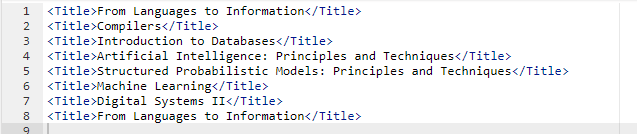 1 <Title>From Languages to Information</Title>
2 <Title>Compilers</Title>
3 <Title>Introduction to Databases</Title>
4 <Title>Artificial Intelligence: Principles and Techniques</Title>
5 <Title>Structured Probabilistic Models: Principles and Techniques</Title>
6 <Title>Machine Learning</Title>
7 <Title>Digital Systems II</Title>
8 <Title>From Languages to Information</Title>
9